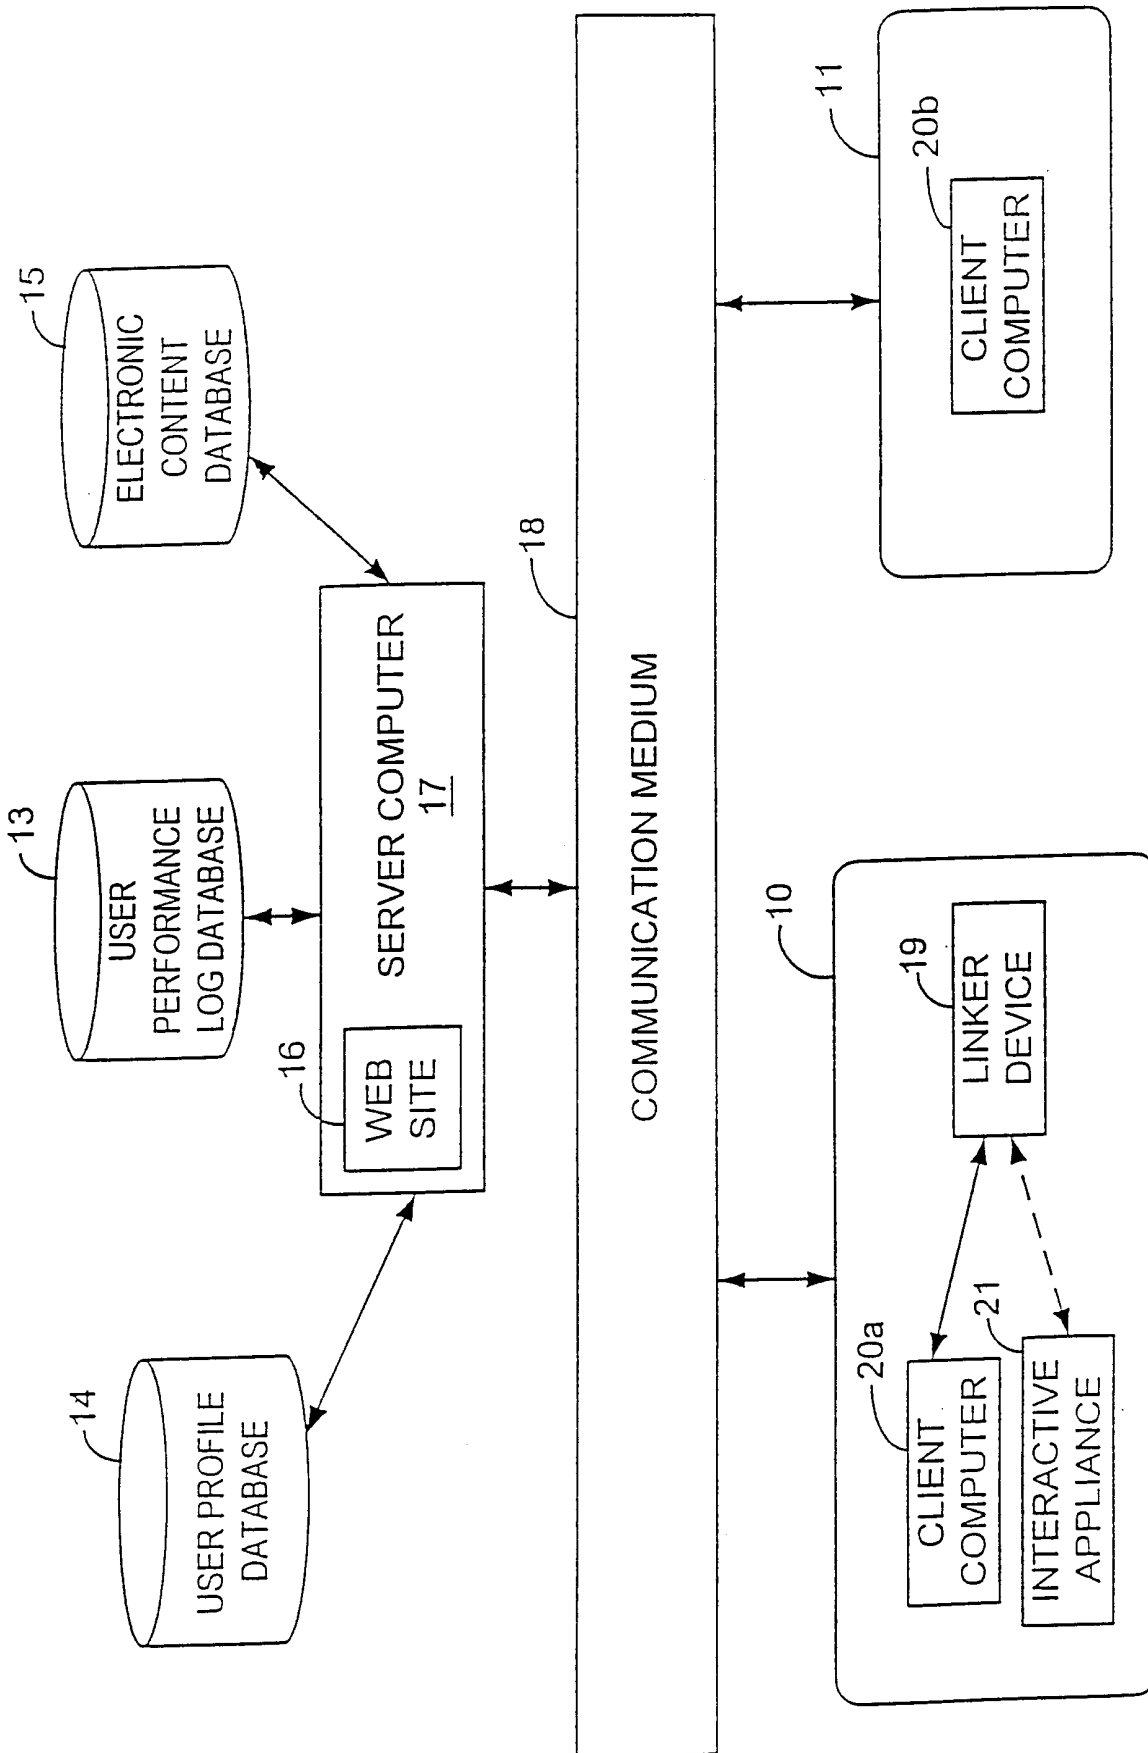 14
USER PROFILE
DATABASE
13
USER
PERFORMANCE
LOG DATABASE
15
ELECTRONIC
CONTENT
DATABASE
16
WEB
SITE
SERVER COMPUTER
17
18
COMMUNICATION MEDIUM
10
20a
CLIENT
COMPUTER
21
INTERACTIVE
APPLIANCE
19
LINKER
DEVICE
11
20b
CLIENT
COMPUTER